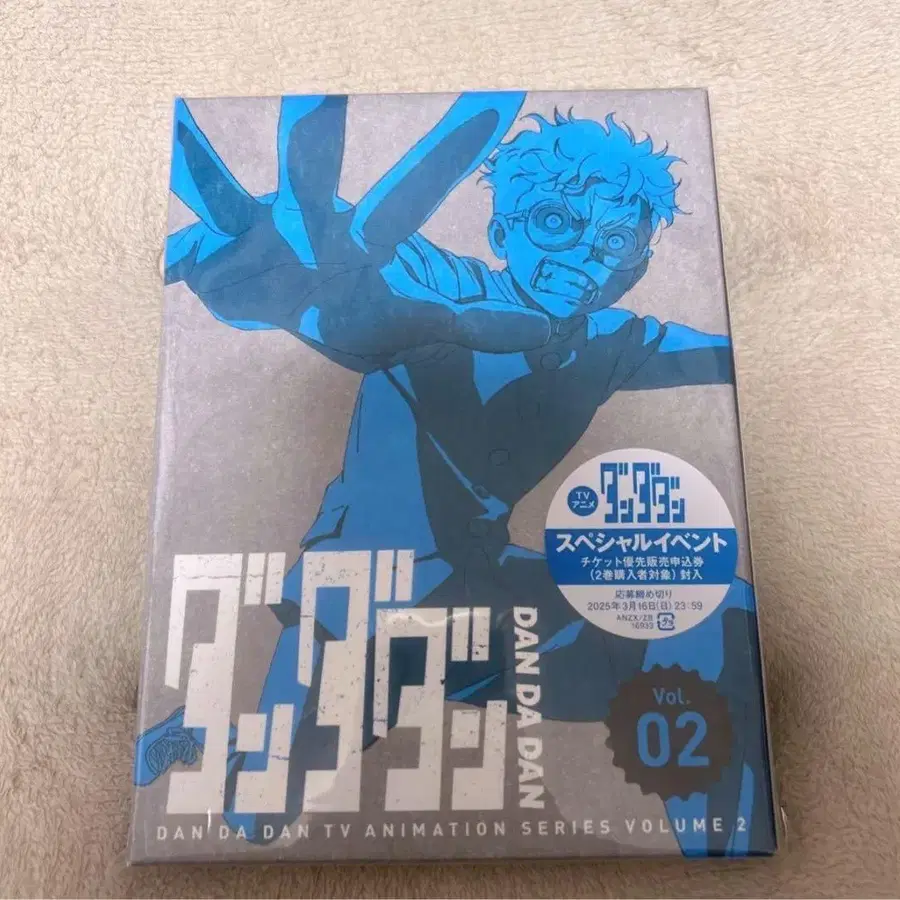 TV
アニメ
ダンダダン
スペシャルイベント
チケット優先販売申込券
(2巻購入者対象) 封入
応募締め切り
2025年3月16日(日) 23:59
ANZX/ZB
16933
Vol.
02
ダンダダン
DAN DA DAN
DAN DA DAN TV ANIMATION SERIES VOLUME 2